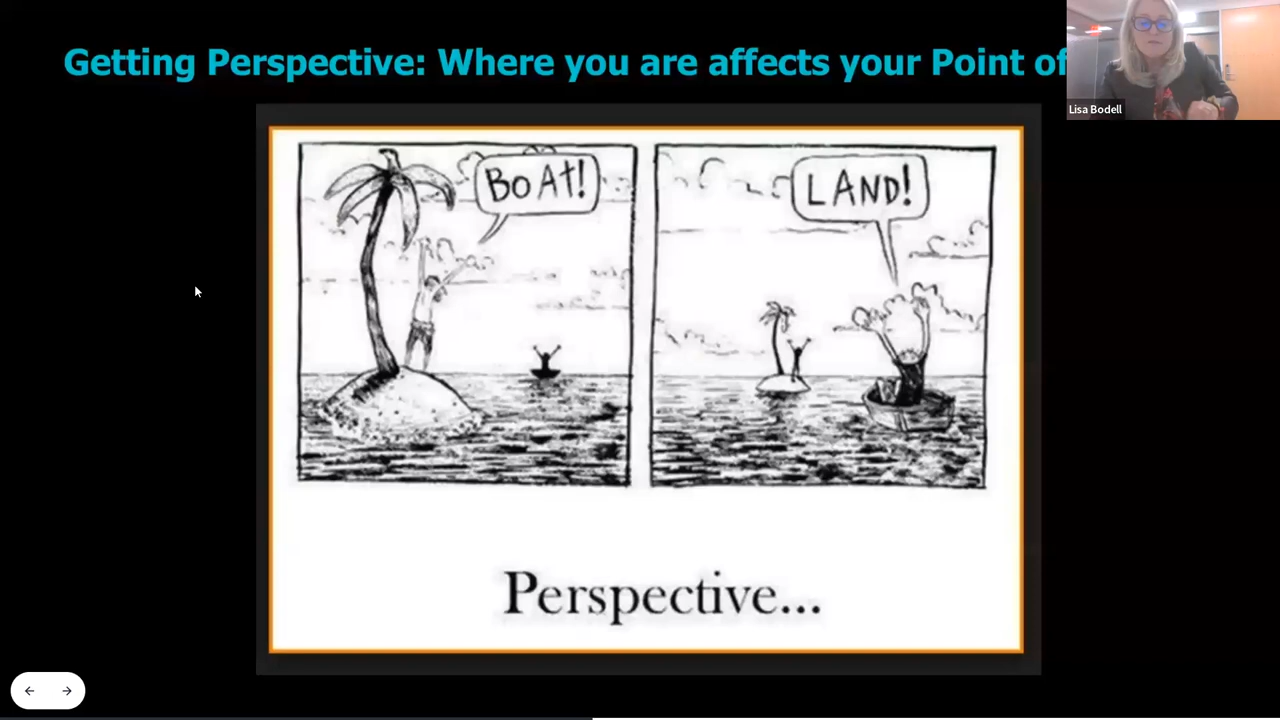 Getting Perspective: Where you are affects your Point of
Lisa Bodell
BoAt!
LAND!
Perspective...